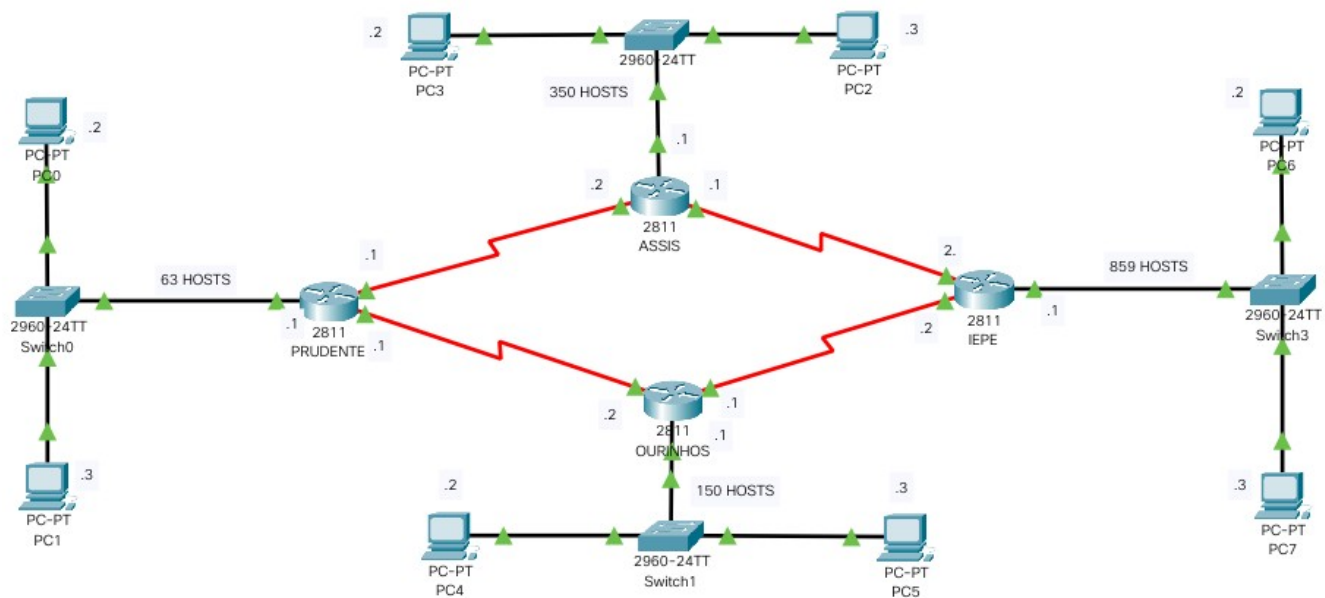 .2
PC-PT
PC3
2960-24TT
.3
PC-PT
PC2
350 HOSTS
.1
.2
PC-PT
PC0
.2
PC-PT
PC6
.2
.1
2811
ASSIS
63 HOSTS
.1
2.
859 HOSTS
2960-24TT
Switch0
.1
2811
PRUDENTE
.1
.2
2811
IEPE
.1
2960-24TT
Switch3
.2
.1
2811
OURINHOS
.1
.3
PC-PT
PC1
.2
150 HOSTS
.3
.3
PC-PT
PC7
PC-PT
PC4
2960-24TT
Switch1
PC-PT
PC5